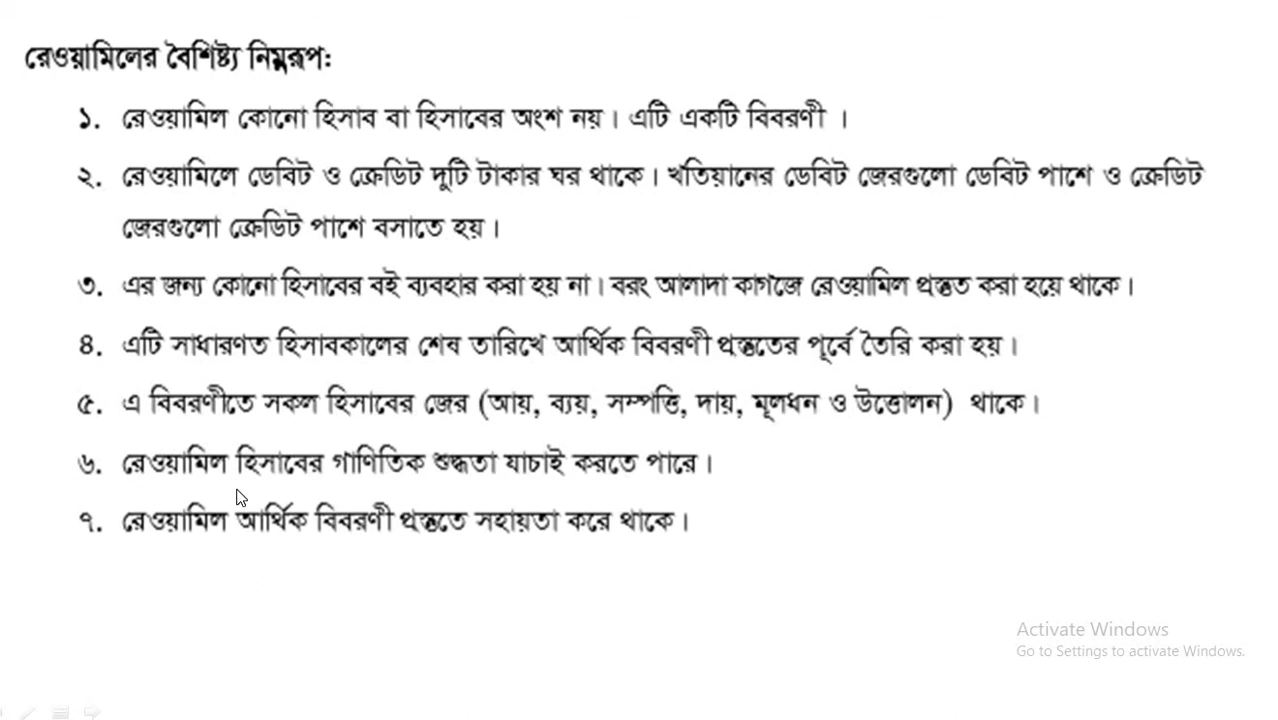 রেওয়ামিলের বৈশিষ্ট্য নিম্নরূপ:
১. রেওয়ামিল কোনো হিসাব বা হিসাবের অংশ নয়। এটি একটি বিবরণী ।
২. রেওয়ামিলে ডেবিট ও ক্রেডিট দুটি টাকার ঘর থাকে। খতিয়ানের ডেবিট জেরগুলো ডেবিট পাশে ও ক্রেডিট
জেরগুলো ক্রেডিট পাশে বসাতে হয়।
৩. এর জন্য কোনো হিসাবের বই ব্যবহার করা হয় না। বরং আলাদা কাগজে রেওয়ামিল প্রস্তুত করা হয়ে থাকে।
৪. এটি সাধারণত হিসাবকালের শেষ তারিখে আর্থিক বিবরণী প্রস্তুতের পূর্বে তৈরি করা হয়।
৫. এ বিবরণীতে সকল হিসাবের জের (আয়, ব্যয়, সম্পত্তি, দায়, মূলধন ও উত্তোলন) থাকে।
৬. রেওয়ামিল হিসাবের গাণিতিক শুদ্ধতা যাচাই করতে পারে।
৭. রেওয়ামিল আর্থিক বিবরণী প্রস্তুতে সহায়তা করে থাকে।
Activate Windows
Go to Settings to activate Windows.